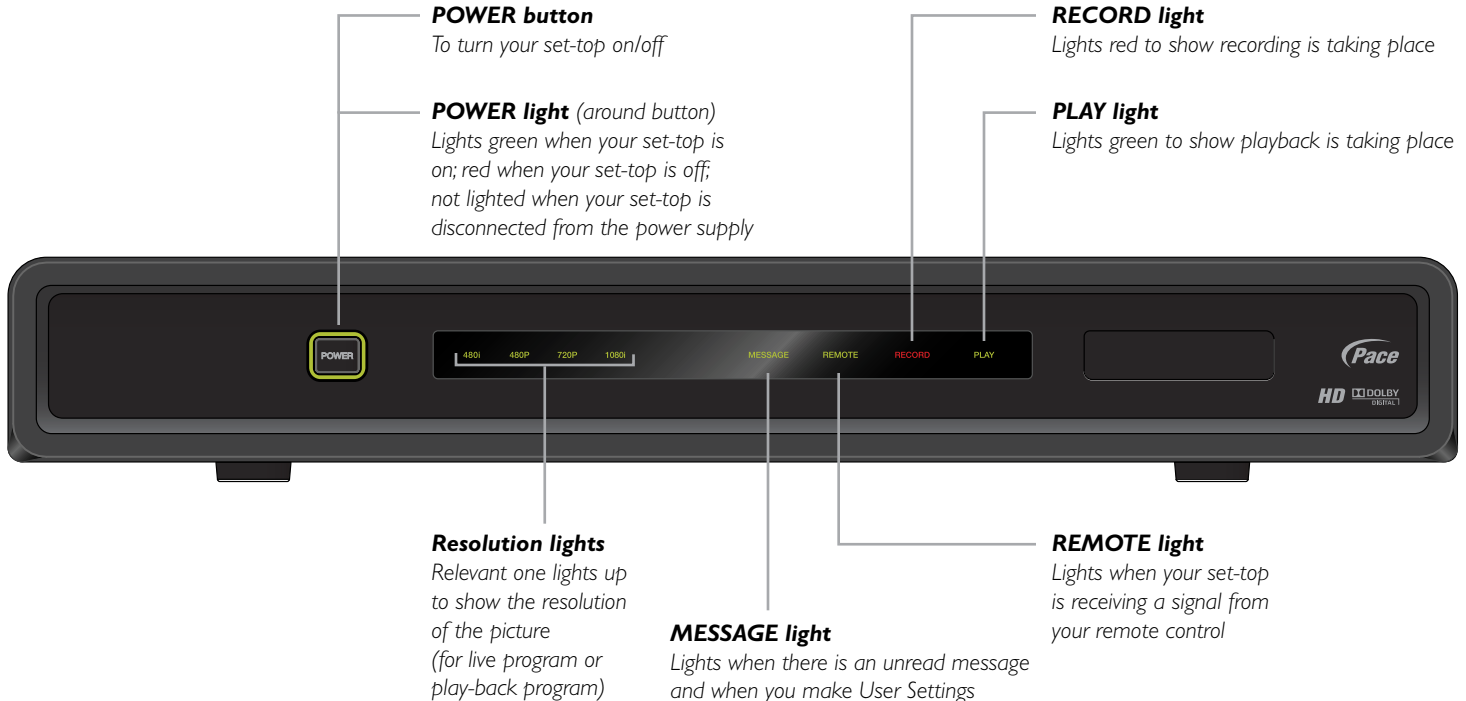 POWER button
To turn your set-top on/off
POWER light (around button)
Lights green when your set-top is
on; red when your set-top is off;
not lighted when your set-top is
disconnected from the power supply
RECORD light
Lights red to show recording is taking place
PLAY light
Lights green to show playback is taking place
POWER
480i 480P 720P 1080i MESSAGE REMOTE RECORD PLAY
Pace
HD DOLBY
DIGITAL
Resolution lights
Relevant one lights up
to show the resolution
of the picture
(for live program or
play-back program)
MESSAGE light
Lights when there is an unread message
and when you make User Settings
REMOTE light
Lights when your set-top
is receiving a signal from
your remote control